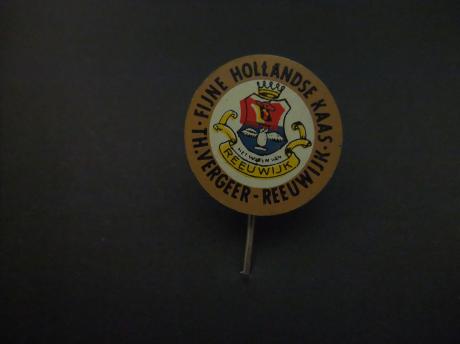 FIJNE HOLLANDSE KAAS
TH.VERGEER - REEUWIJK
HET WAPEN VAN
REEUWIJK